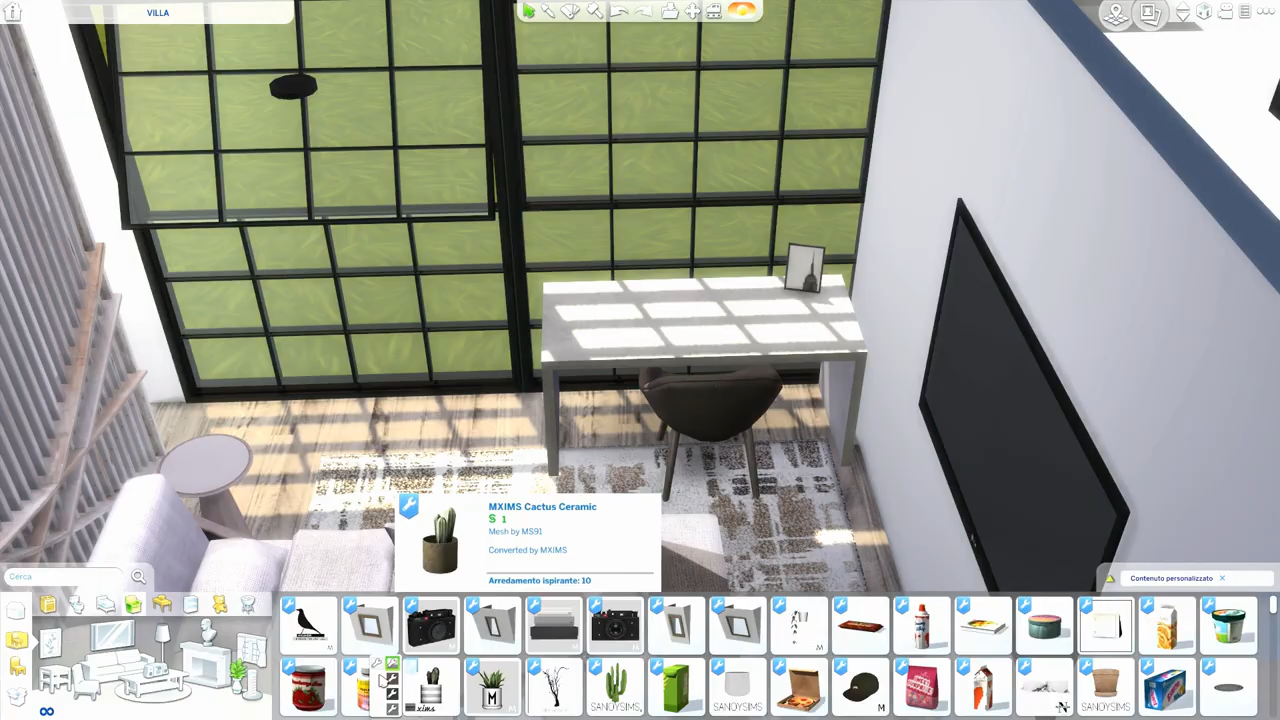 VILLA
MXIMS Cactus Ceramic
§ 1
Mesh by MS91
Converted by MXIMS
Arredamento ispirante: 10
Cerca
Contenuto personalizzato
M
M
M
xims
M
M
SANDYSIMS
SANDYSIMS
M
N
SANDYSIMS